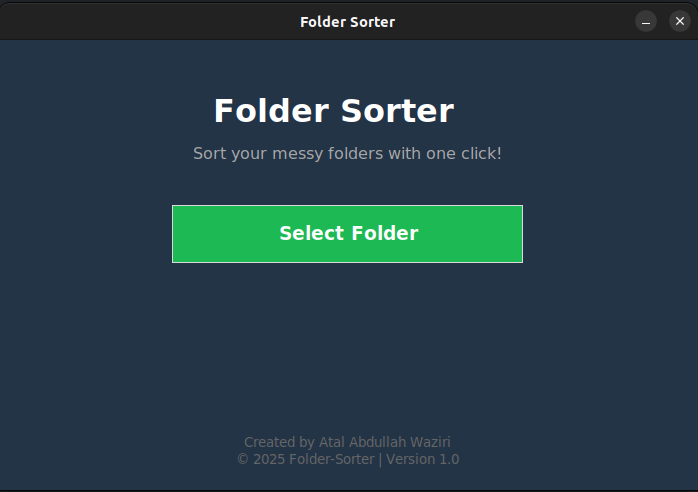 Folder Sorter
Folder Sorter
Sort your messy folders with one click!
Select Folder
Created by Atal Abdullah Waziri
© 2025 Folder-Sorter | Version 1.0